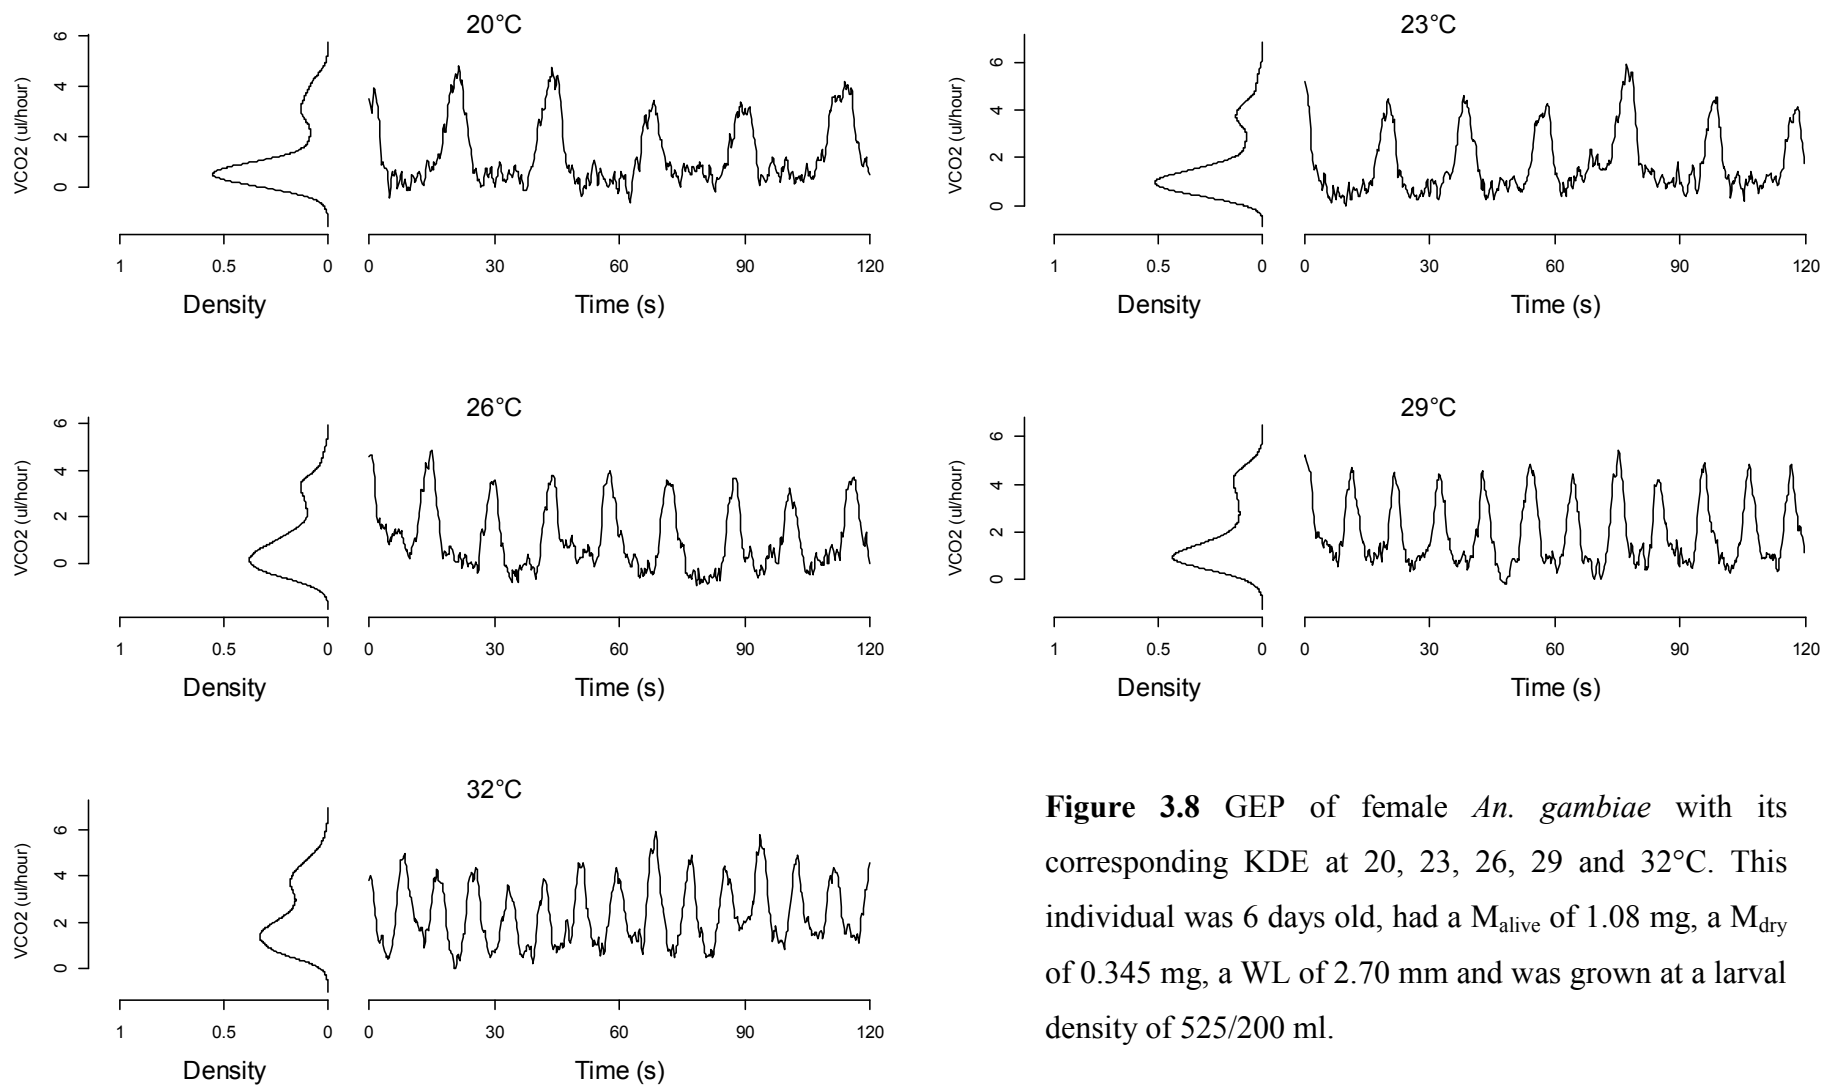 20°C
6
4
2
0
VCO2 (ul/hour)
1 0.5 0
Density
0 30 60 90 120
Time (s)
23°C
6
4
2
0
VCO2 (ul/hour)
1 0.5 0
Density
0 30 60 90 120
Time (s)
26°C
6
4
2
0
VCO2 (ul/hour)
1 0.5 0
Density
0 30 60 90 120
Time (s)
29°C
6
4
2
0
VCO2 (ul/hour)
1 0.5 0
Density
0 30 60 90 120
Time (s)
32°C
6
4
2
0
VCO2 (ul/hour)
1 0.5 0
Density
0 30 60 90 120
Time (s)
Figure 3.8 GEP of female An. gambiae with its
corresponding KDE at 20, 23, 26, 29 and 32°C. This
individual was 6 days old, had a Malive of 1.08 mg, a Mdry
of 0.345 mg, a WL of 2.70 mm and was grown at a larval
density of 525/200 ml.